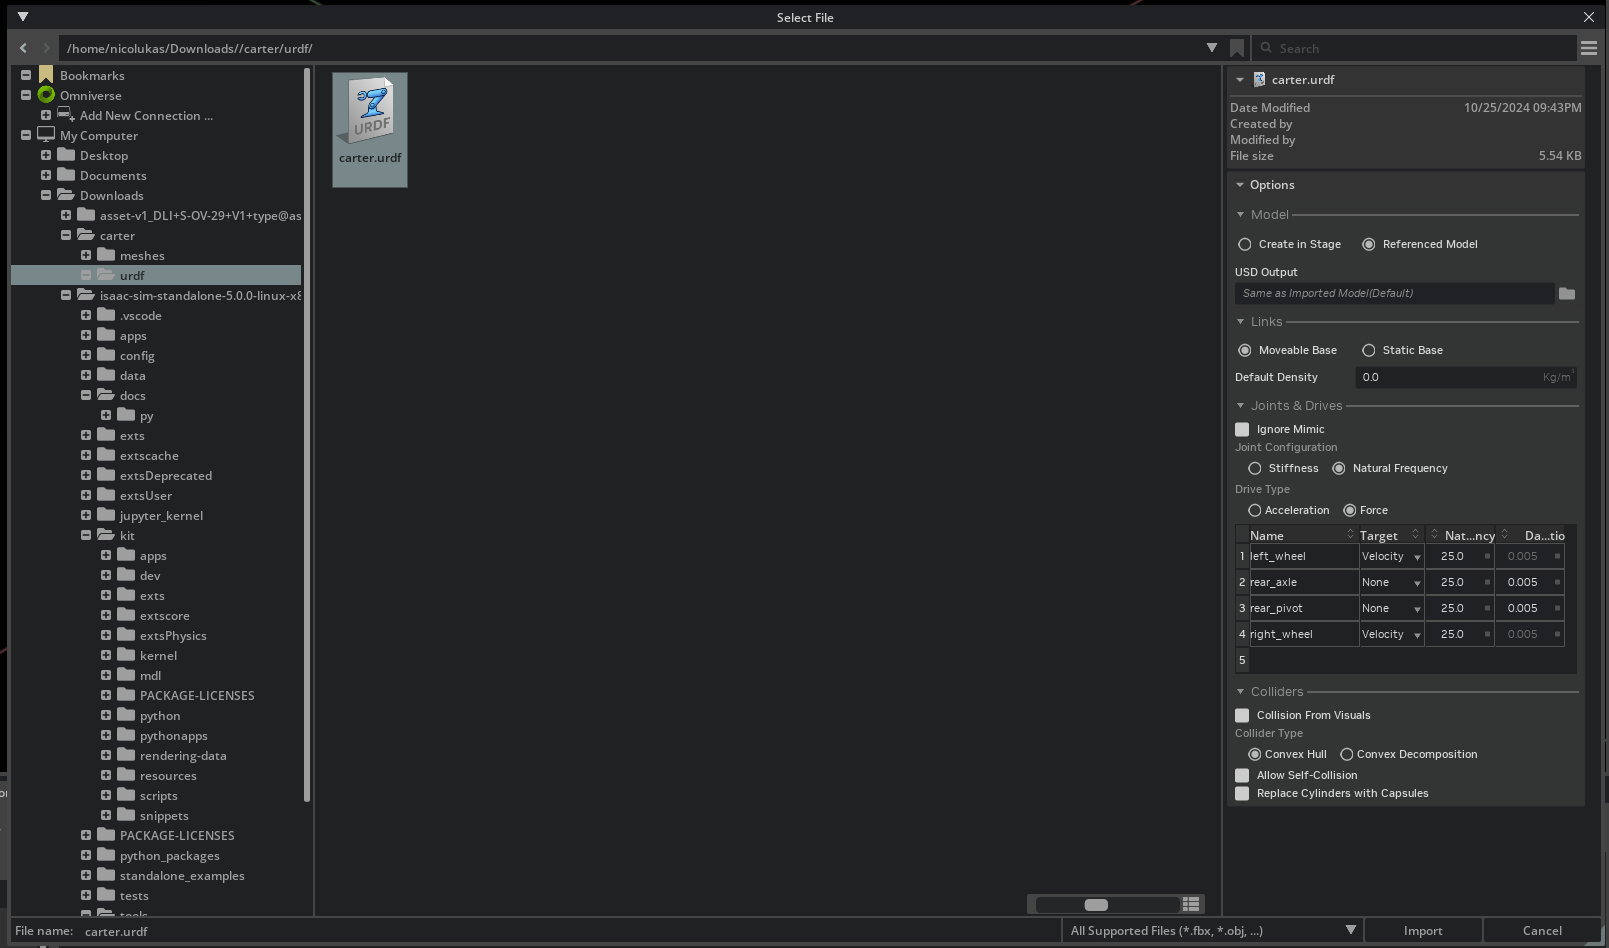 Select File
/home/nicolukas/Downloads//carter/urdf/
Search
Bookmarks
Omniverse
Add New Connection ...
My Computer
Desktop
Documents
Downloads
asset-v1_DLI+S-OV-29+V1+type@as
carter
meshes
urdf
isaac-sim-standalone-5.0.0-linux-x8
.vscode
apps
config
data
docs
py
exts
extscache
extsDeprecated
extsUser
jupyter_kernel
kit
apps
dev
exts
extscore
extsPhysics
kernel
mdl
PACKAGE-LICENSES
python
pythonapps
rendering-data
resources
scripts
snippets
PACKAGE-LICENSES
python_packages
standalone_examples
tests
tools
URDF
carter.urdf
carter.urdf
Date Modified 10/25/2024 09:43PM
Created by
Modified by
File size 5.54 KB
Options
Model
Create in Stage Referenced Model
USD Output
Same as Imported Model(Default)
Links
Moveable Base Static Base
Default Density 0.0 Kg/m³
Joints & Drives
Ignore Mimic
Joint Configuration
Stiffness Natural Frequency
Drive Type
Acceleration Force
Name Target Nat...ncy Da...tio
1 left_wheel Velocity 25.0 0.005
2 rear_axle None 25.0 0.005
3 rear_pivot None 25.0 0.005
4 right_wheel Velocity 25.0 0.005
5
Colliders
Collision From Visuals
Collider Type
Convex Hull Convex Decomposition
Allow Self-Collision
Replace Cylinders with Capsules
File name: carter.urdf
All Supported Files (*.fbx, *.obj, ...)
Import
Cancel